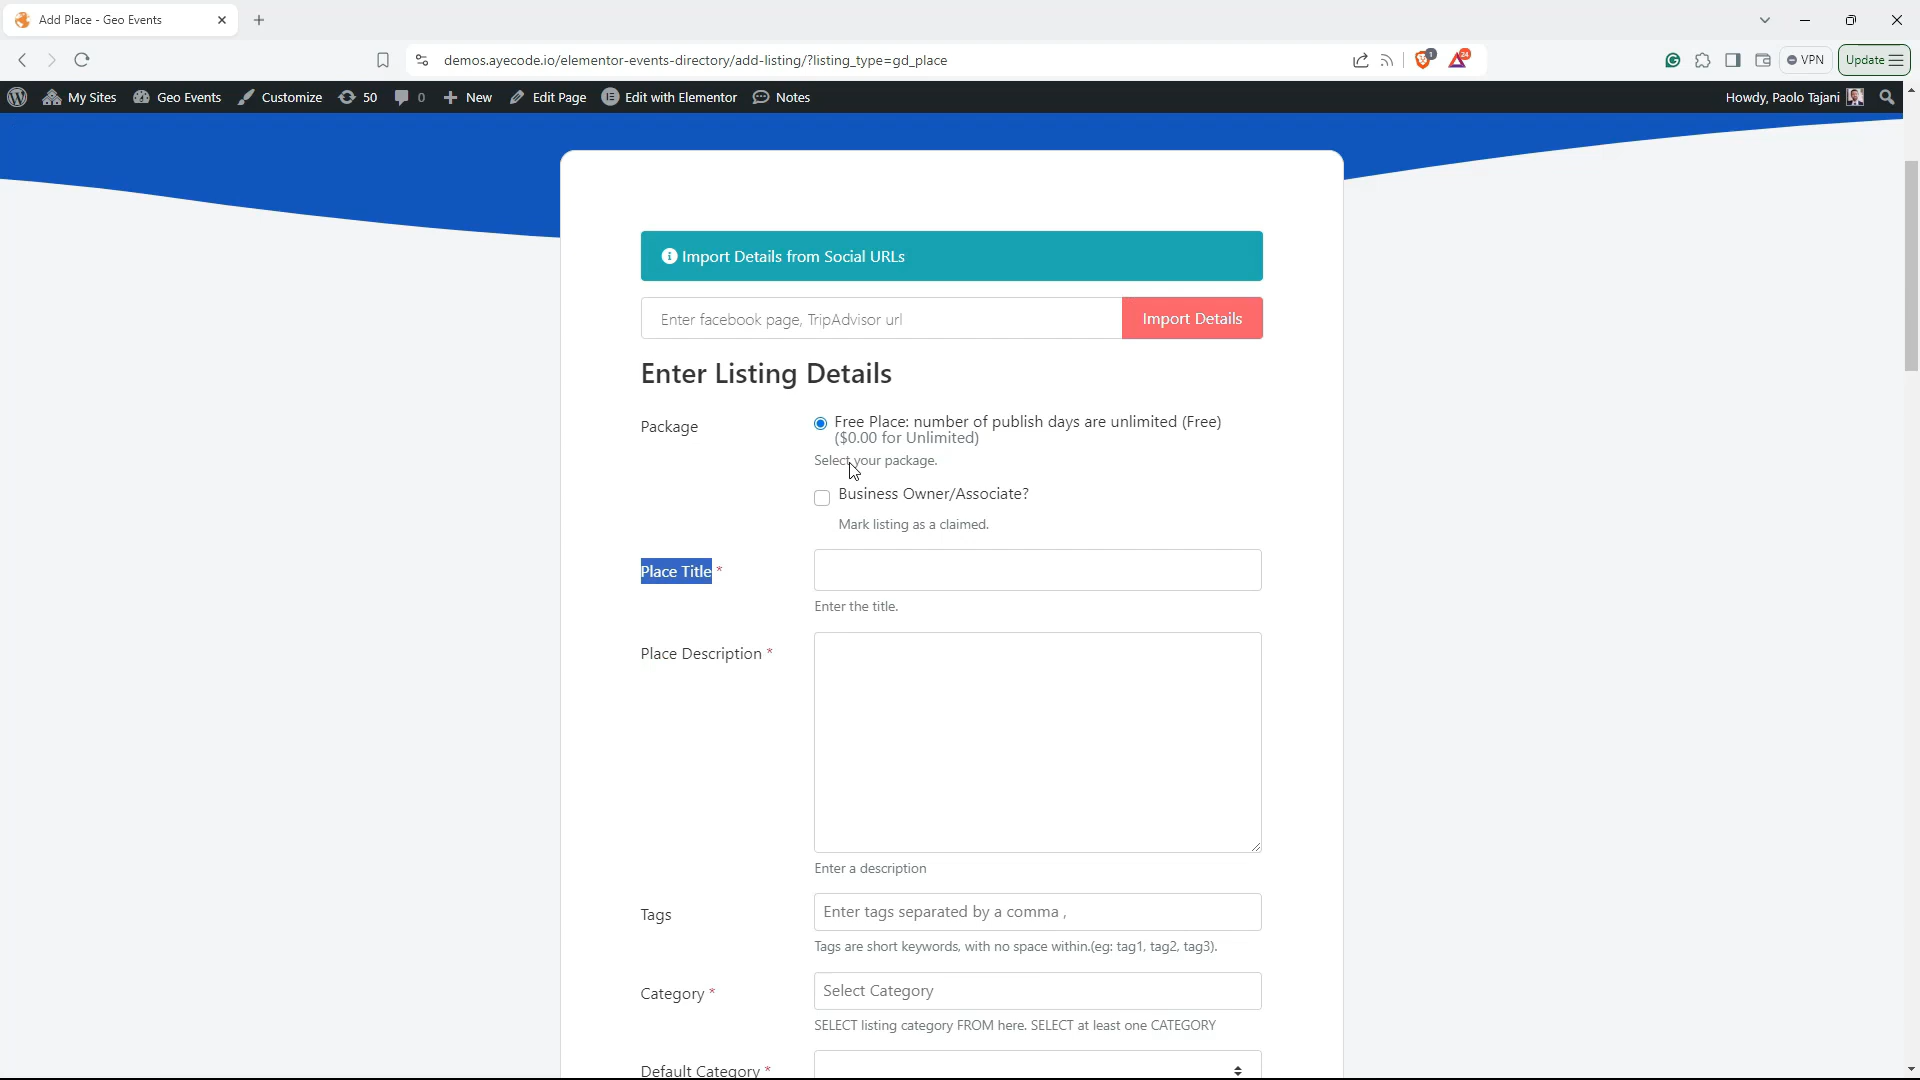 Add Place - Geo Events
demos.ayecode.io/elementor-events-directory/add-listing/?listing_type=gd_place
1
24
VPN
Update
My Sites
Geo Events
Customize
50
0
New
Edit Page
Edit with Elementor
Notes
Howdy, Paolo Tajani
Import Details from Social URLs
Enter facebook page, TripAdvisor url
Import Details
Enter Listing Details
Package
Free Place: number of publish days are unlimited (Free)
($0.00 for Unlimited)
Select your package.
Business Owner/Associate?
Mark listing as a claimed.
Place Title *
Enter the title.
Place Description *
Enter a description
Tags
Enter tags separated by a comma ,
Tags are short keywords, with no space within.(eg: tag1, tag2, tag3).
Category *
Select Category
SELECT listing category FROM here. SELECT at least one CATEGORY
Default Category *